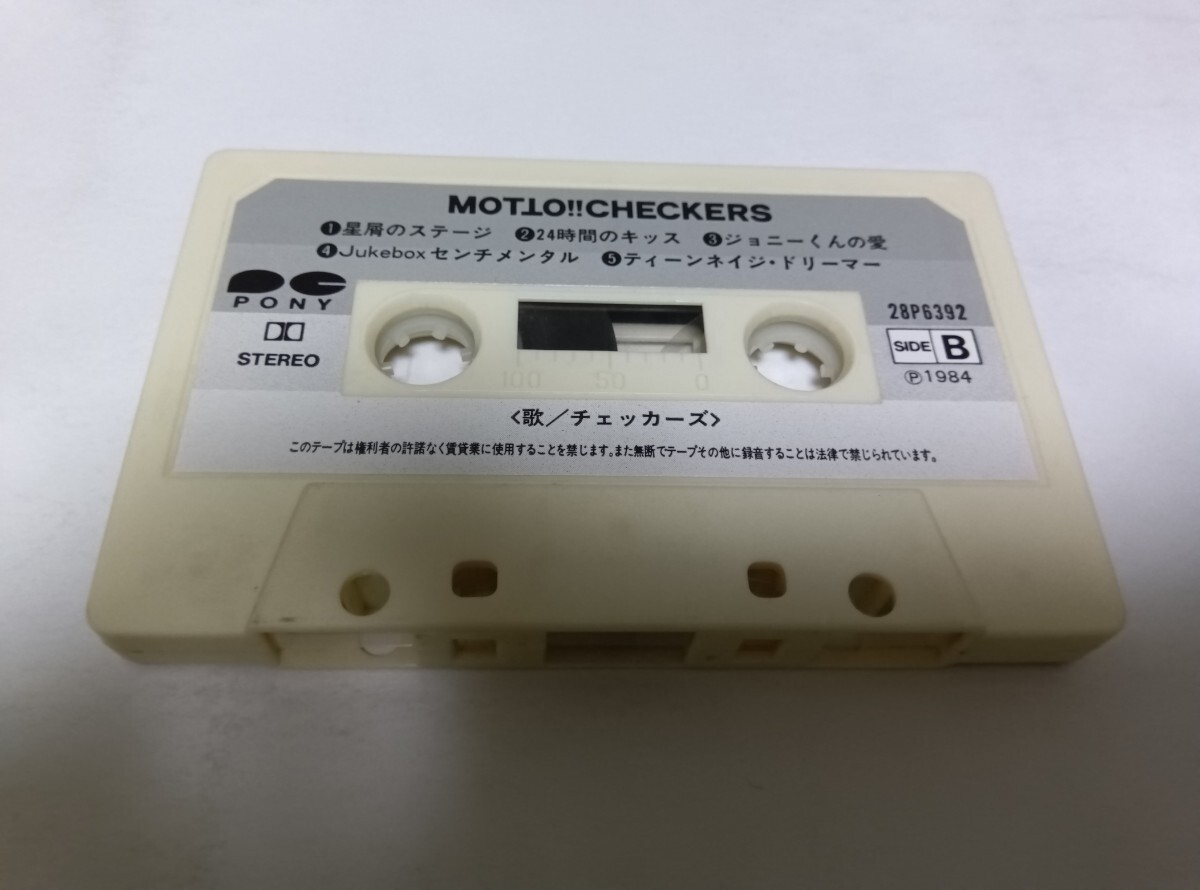 MOTTO!!CHECKERS
❶星屑のステージ ❷24時間のキッス ❸ジョニーくんの愛
❹Jukeboxセンチメンタル ❺ティーンネイジ・ドリーマー
PC
PONY
STEREO
28P6392
SIDE B
Ⓟ1984
100 50 0
〈歌/チェッカーズ〉
このテープは権利者の許諾なく賃貸業に使用することを禁じます。また無断でテープその他に録音することは法律で禁じられています。